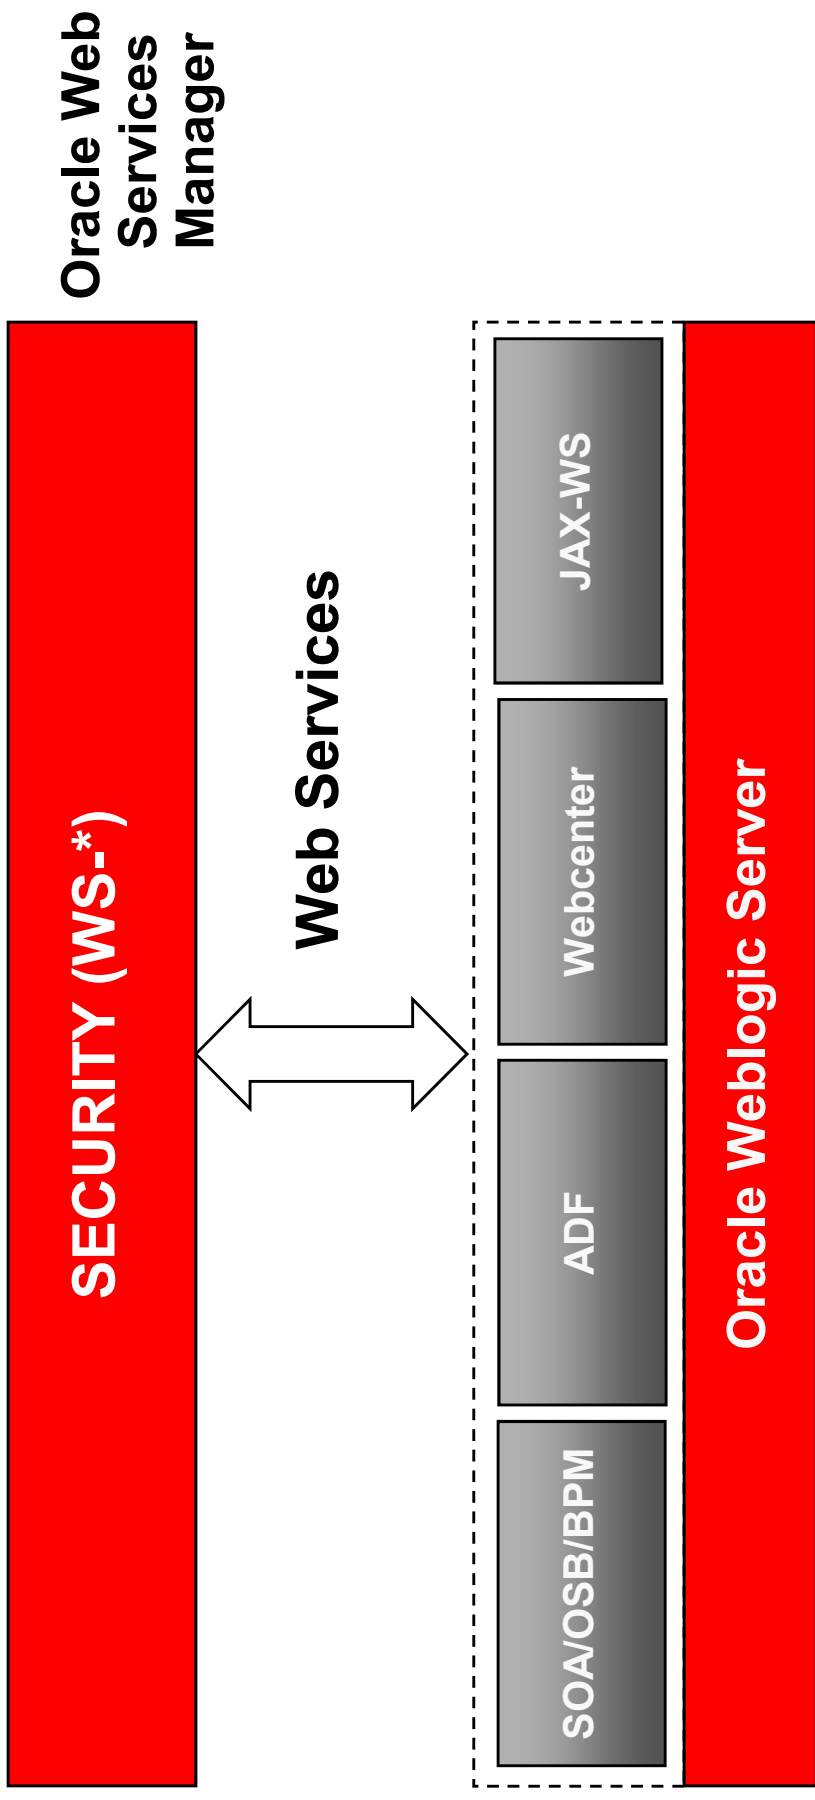 SECURITY (WS-*)
Oracle Web
Services
Manager
Web Services
SOA/OSB/BPM
ADF
Webcenter
JAX-WS
Oracle Weblogic Server